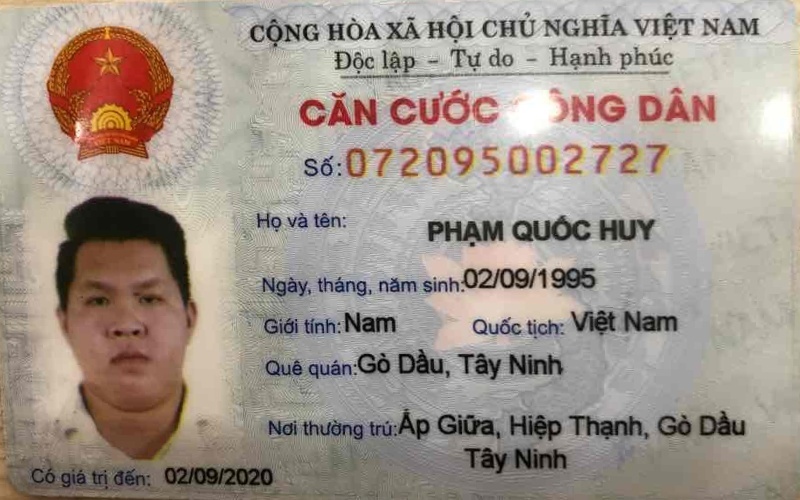 CỘNG HÒA XÃ HỘI CHỦ NGHĨA VIỆT NAM
Độc lập - Tự do - Hạnh phúc
CĂN CƯỚC CÔNG DÂN
Số: 072095002727
Họ và tên: PHẠM QUỐC HUY
Ngày, tháng, năm sinh: 02/09/1995
Giới tính: Nam Quốc tịch: Việt Nam
Quê quán: Gò Dầu, Tây Ninh
Nơi thường trú: Ấp Giữa, Hiệp Thạnh, Gò Dầu
Tây Ninh
Có giá trị đến: 02/09/2020